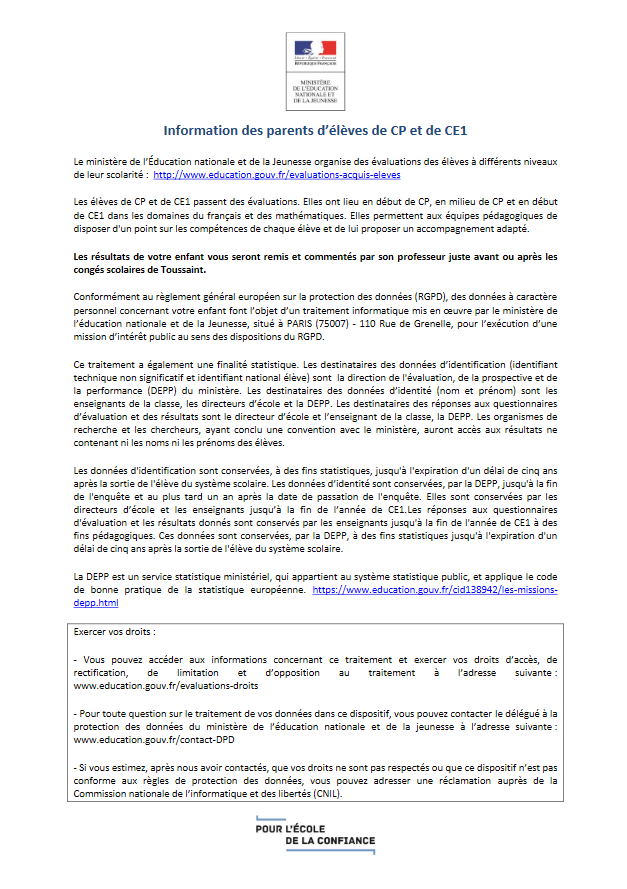 Liberté • Égalité • Fraternité
RÉPUBLIQUE FRANÇAISE
MINISTÈRE
DE L'ÉDUCATION
NATIONALE ET
DE LA JEUNESSE
Information des parents d'élèves de CP et de CE1
Le ministère de l'Éducation nationale et de la Jeunesse organise des évaluations des élèves à différents niveaux
de leur scolarité : http://www.education.gouv.fr/evaluations-acquis-eleves
Les élèves de CP et de CE1 passent des évaluations. Elles ont lieu en début de CP, en milieu de CP et en début
de CE1 dans les domaines du français et des mathématiques. Elles permettent aux équipes pédagogiques de
disposer d'un point sur les compétences de chaque élève et de lui proposer un accompagnement adapté.
Les résultats de votre enfant vous seront remis et commentés par son professeur juste avant ou après les
congés scolaires de Toussaint.
Conformément au règlement général européen sur la protection des données (RGPD), des données à caractère
personnel concernant votre enfant font l'objet d'un traitement informatique mis en œuvre par le ministère de
l'éducation nationale et de la Jeunesse, situé à PARIS (75007) - 110 Rue de Grenelle, pour l'exécution d'une
mission d'intérêt public au sens des dispositions du RGPD.
Ce traitement a également une finalité statistique. Les destinataires des données d'identification (identifiant
technique non significatif et identifiant national élève) sont la direction de l'évaluation, de la prospective et de
la performance (DEPP) du ministère. Les destinataires des données d'identité (nom et prénom) sont les
enseignants de la classe, les directeurs d'école et la DEPP. Les destinataires des réponses aux questionnaires
d'évaluation et des résultats sont le directeur d'école et l'enseignant de la classe, la DEPP. Les organismes de
recherche et les chercheurs, ayant conclu une convention avec le ministère, auront accès aux résultats ne
contenant ni les noms ni les prénoms des élèves.
Les données d'identification sont conservées, à des fins statistiques, jusqu'à l'expiration d'un délai de cinq ans
après la sortie de l'élève du système scolaire. Les données d'identité sont conservées, par la DEPP, jusqu'à la fin
de l'enquête et au plus tard un an après la date de passation de l'enquête. Elles sont conservées par les
directeurs d'école et les enseignants jusqu'à la fin de l'année de CE1.Les réponses aux questionnaires
d'évaluation et les résultats donnés sont conservés par les enseignants jusqu'à la fin de l'année de CE1 à des
fins pédagogiques. Ces données sont conservées, par la DEPP, à des fins statistiques jusqu'à l'expiration d'un
délai de cinq ans après la sortie de l'élève du système scolaire.
La DEPP est un service statistique ministériel, qui appartient au système statistique public, et applique le code
de bonne pratique de la statistique européenne. https://www.education.gouv.fr/cid138942/les-missions-
depp.html
Exercer vos droits :
- Vous pouvez accéder aux informations concernant ce traitement et exercer vos droits d'accès, de
rectification, de limitation et d'opposition au traitement à l'adresse suivante :
www.education.gouv.fr/evaluations-droits
- Pour toute question sur le traitement de vos données dans ce dispositif, vous pouvez contacter le délégué à la
protection des données du ministère de l'éducation nationale et de la jeunesse à l'adresse suivante :
www.education.gouv.fr/contact-DPD
- Si vous estimez, après nous avoir contactés, que vos droits ne sont pas respectés ou que ce dispositif n'est pas
conforme aux règles de protection des données, vous pouvez adresser une réclamation auprès de la
Commission nationale de l'informatique et des libertés (CNIL).
POUR L'ÉCOLE
DE LA CONFIANCE